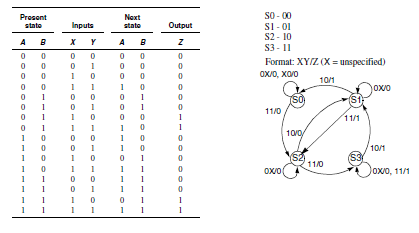 Present Next
state Inputs state Output
A B X Y A B Z
0 0 0 0 0 0 0
0 0 0 1 0 0 0
0 0 1 0 0 0 0
0 0 1 1 1 0 0
0 1 0 0 0 1 0
0 1 0 1 0 1 0
0 1 1 0 0 0 1
0 1 1 1 1 0 1
1 0 0 0 1 0 0
1 0 0 1 1 0 0
1 0 1 0 0 1 0
1 0 1 1 1 1 0
1 1 0 0 1 1 0
1 1 0 1 1 1 0
1 1 1 0 0 1 1
1 1 1 1 1 1 1
S0 - 00
S1 - 01
S2 - 10
S3 - 11
Format: XY/Z (X = unspecified)
0X/0, X0/0
10/1
0X/0
S0
S1
11/0
11/1
10/0
10/1
S2
S3
11/0
0X/0
0X/0, 11/1